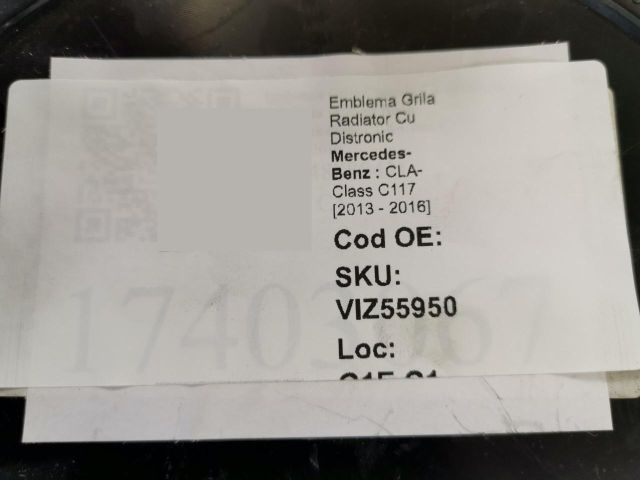 Emblema Grila
Radiator Cu
Distronic
Mercedes-
Benz : CLA-
Class C117
[2013 - 2016]
Cod OE:
SKU:
VIZ55950
Loc: